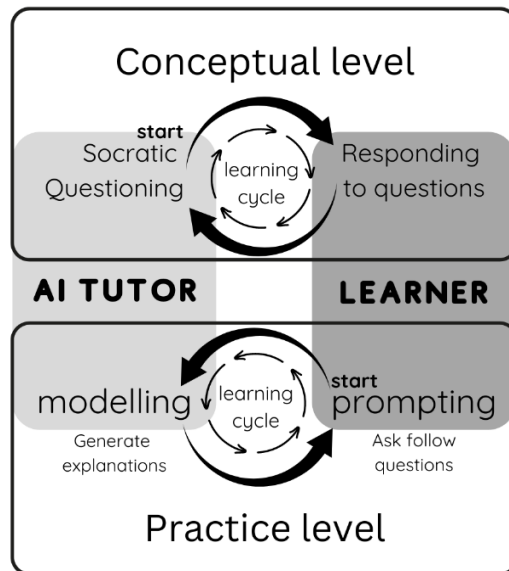 Conceptual level
start
Socratic
Questioning
learning
cycle
Responding
to questions
AI TUTOR
LEARNER
modelling
Generate
explanations
learning
cycle
start
prompting
Ask follow
questions
Practice level